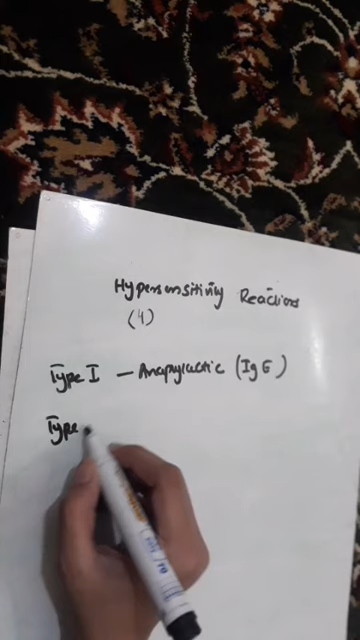 Hypersensitivity Reactions
(4)
Type I — Anapylactic (IgE)
Type